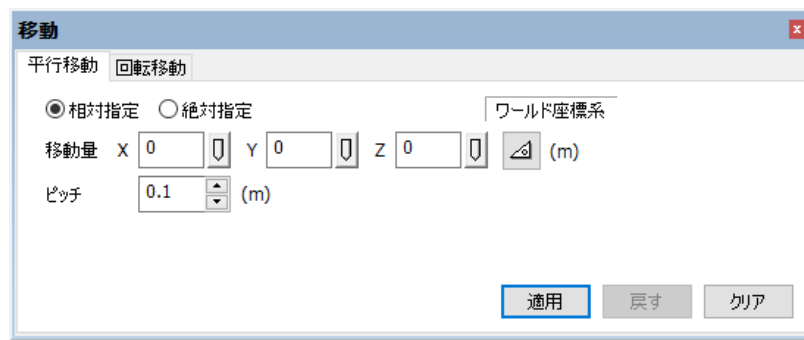 移動
平行移動 回転移動
相対指定 絶対指定 ワールド座標系
移動量 X 0 Y 0 Z 0 (m)
ピッチ 0.1 (m)
適用 戻す クリア